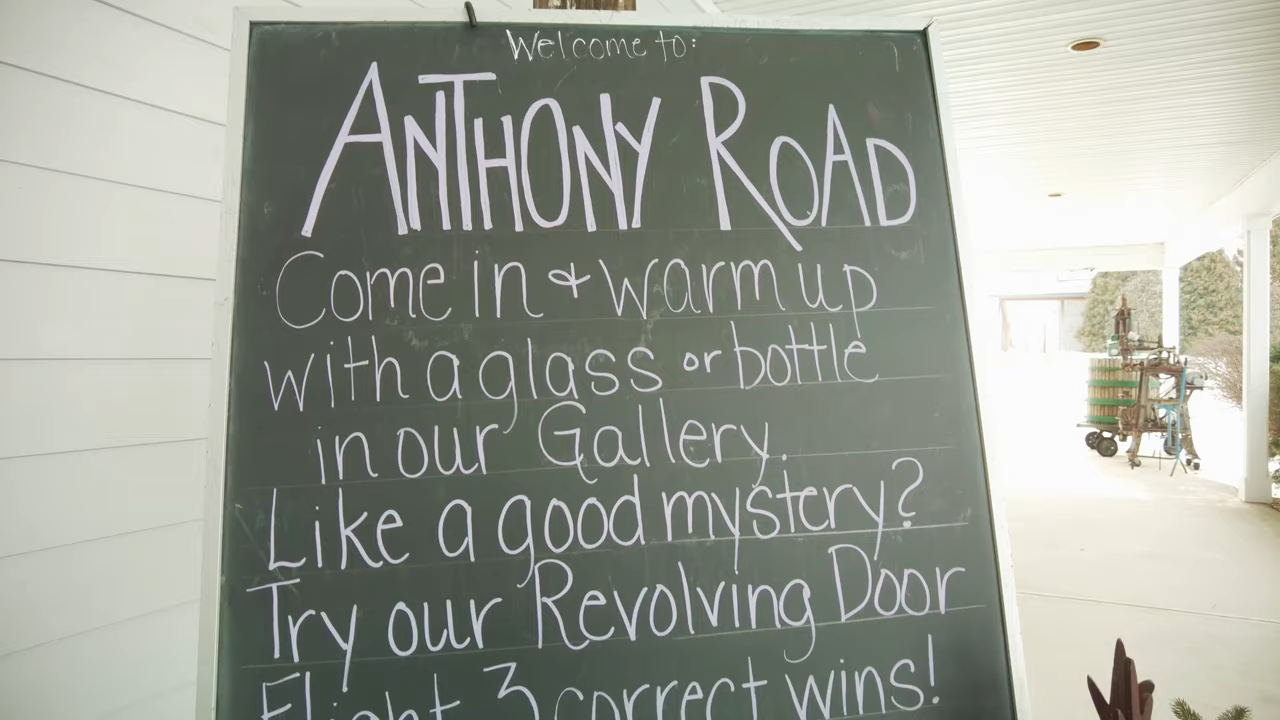 Welcome to:
ANTHONY ROAD
Come in & warm up
with a glass or bottle
in our Gallery.
Like a good mystery?
Try our Revolving Door
Flight 3 correct wins!